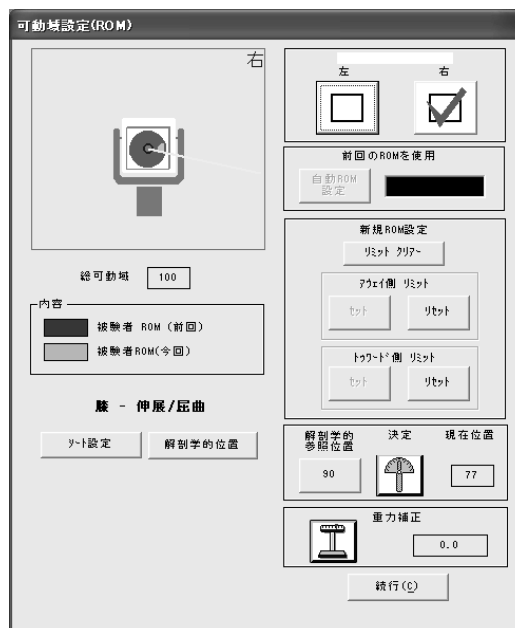 可動域設定(ROM)
右
総可動域 100
内容
被験者 ROM (前回)
被験者ROM(今回)
膝 - 伸展/屈曲
ｼｰﾄ設定
解剖学的位置
左 右
前回のROMを使用
自動ROM
設定
新規ROM設定
ﾘﾐｯﾄ ｸﾘｱｰ
ｱｳｪｲ側 ﾘﾐｯﾄ
ｾｯﾄ ﾘｾｯﾄ
ﾄｩﾜｰﾄﾞ側 ﾘﾐｯﾄ
ｾｯﾄ ﾘｾｯﾄ
解剖学的
参照位置
決定 現在位置
90 77
重力補正
0.0
続行(C)